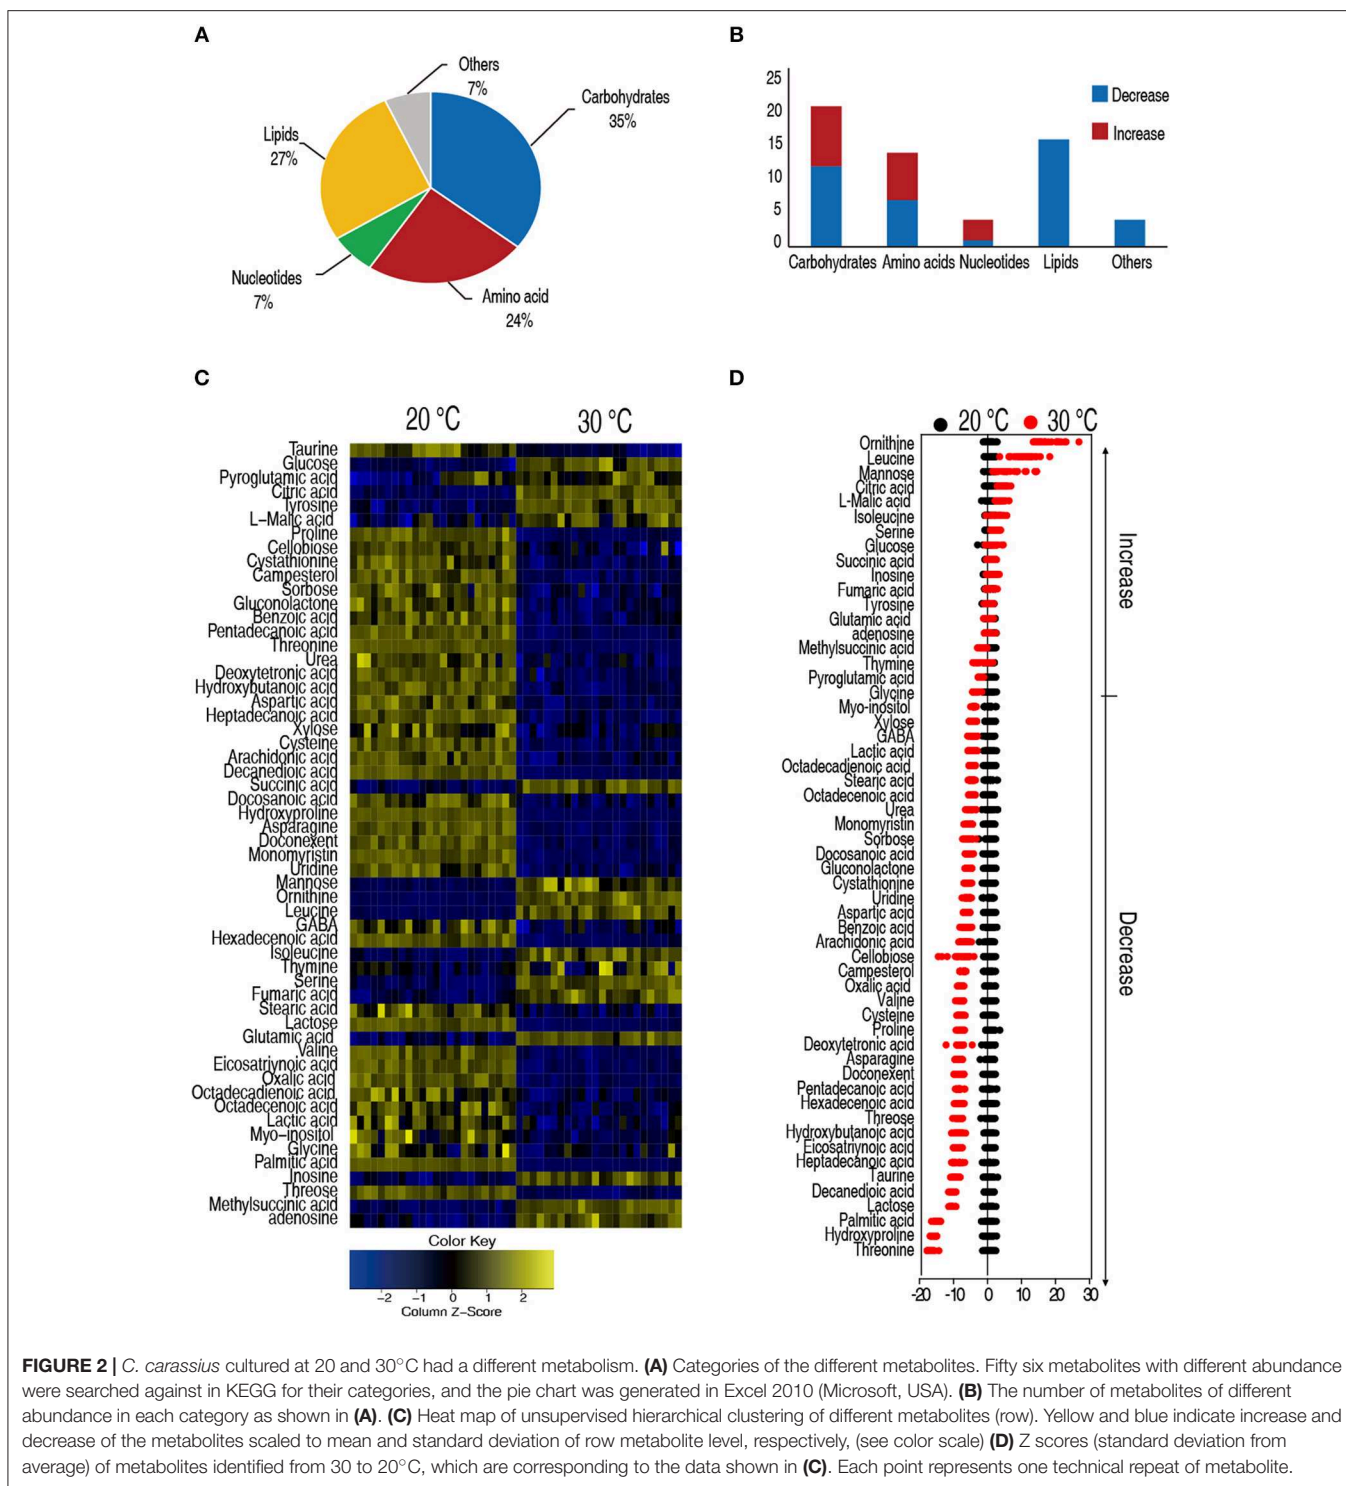 A
Others
7%
Carbohydrates
35%
Lipids
27%
Nucleotides
7%
Amino acid
24%
B
25
20
15
10
5
0
Decrease
Increase
Carbohydrates Amino acids Nucleotides Lipids Others
C
20 °C 30 °C
Taurine
Glucose
Pyroglutamic acid
Citric acid
Tyrosine
L-Malic acid
Proline
Cellobiose
Cystathionine
Campesterol
Sorbose
Gluconolactone
Benzoic acid
Pentadecanoic acid
Threonine
Urea
Deoxytetronic acid
Hydroxybutanoic acid
Aspartic acid
Heptadecanoic acid
Xylose
Cysteine
Arachidonic acid
Decanedioic acid
Succinic acid
Docosanoic acid
Hydroxyproline
Asparagine
Doconexent
Monomyristin
Uridine
Mannose
Ornithine
Leucine
GABA
Hexadecenoic acid
Isoleucine
Thymine
Serine
Fumaric acid
Stearic acid
Lactose
Glutamic acid
Valine
Eicosatriynoic acid
Oxalic acid
Octadecadienoic acid
Octadecenoic acid
Lactic acid
Myo-inositol
Glycine
Palmitic acid
Inosine
Threose
Methylsuccinic acid
adenosine
Color Key
-2 -1 0 1 2
Column Z-Score
D
20 °C 30 °C
Ornithine
Leucine
Mannose
Citric acid
L-Malic acid
Isoleucine
Serine
Glucose
Succinic acid
Inosine
Fumaric acid
Tyrosine
Glutamic acid
adenosine
Methylsuccinic acid
Thymine
Pyroglutamic acid
Glycine
Myo-inositol
Xylose
GABA
Lactic acid
Octadecadienoic acid
Stearic acid
Octadecenoic acid
Urea
Monomyristin
Sorbose
Docosanoic acid
Gluconolactone
Cystathionine
Uridine
Aspartic acid
Benzoic acid
Arachidonic acid
Cellobiose
Campesterol
Oxalic acid
Valine
Cysteine
Proline
Deoxytetronic acid
Asparagine
Doconexent
Pentadecanoic acid
Hexadecenoic acid
Threose
Hydroxybutanoic acid
Eicosatriynoic acid
Heptadecanoic acid
Taurine
Decanedioic acid
Lactose
Palmitic acid
Hydroxyproline
Threonine
Increase
Decrease
-20 -10 0 10 20 30
FIGURE 2 | C. carassius cultured at 20 and 30°C had a different metabolism. (A) Categories of the different metabolites. Fifty six metabolites with different abundance
were searched against in KEGG for their categories, and the pie chart was generated in Excel 2010 (Microsoft, USA). (B) The number of metabolites of different
abundance in each category as shown in (A). (C) Heat map of unsupervised hierarchical clustering of different metabolites (row). Yellow and blue indicate increase and
decrease of the metabolites scaled to mean and standard deviation of row metabolite level, respectively, (see color scale) (D) Z scores (standard deviation from
average) of metabolites identified from 30 to 20°C, which are corresponding to the data shown in (C). Each point represents one technical repeat of metabolite.